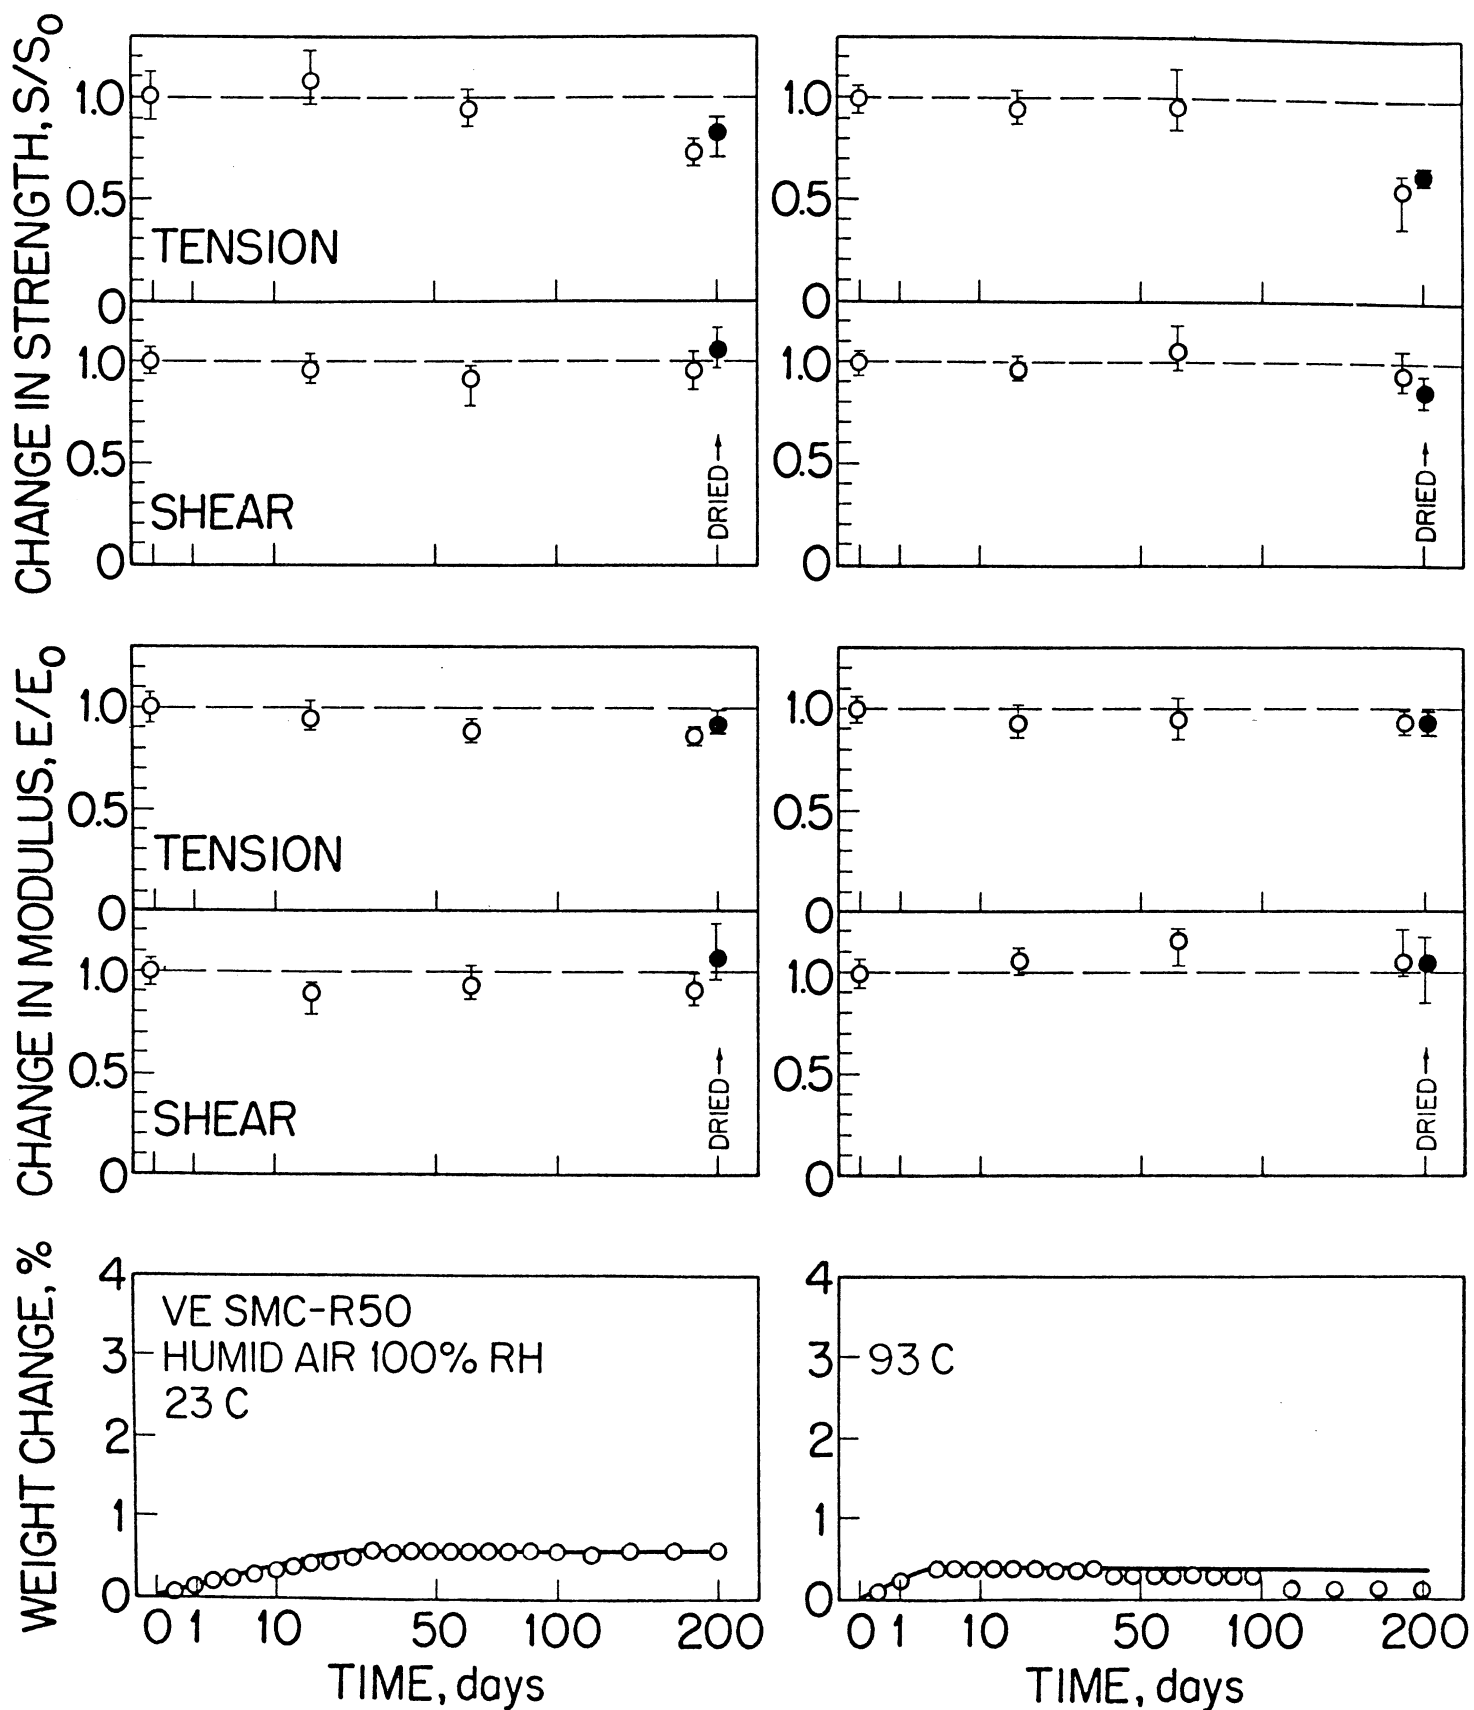 CHANGE IN STRENGTH, S/S₀
1.0
0.5
0
TENSION
1.0
0.5
0
SHEAR
DRIED
1.0
0.5
0
1.0
0.5
0
DRIED
CHANGE IN MODULUS, E/E₀
1.0
0.5
0
TENSION
1.0
0.5
0
SHEAR
DRIED
1.0
0.5
0
1.0
0.5
0
DRIED
WEIGHT CHANGE, %
4
3
2
1
0
VE SMC-R50
HUMID AIR 100% RH
23 C
0 1 10 50 100 200
TIME, days
4
3
2
1
0
93 C
0 1 10 50 100 200
TIME, days